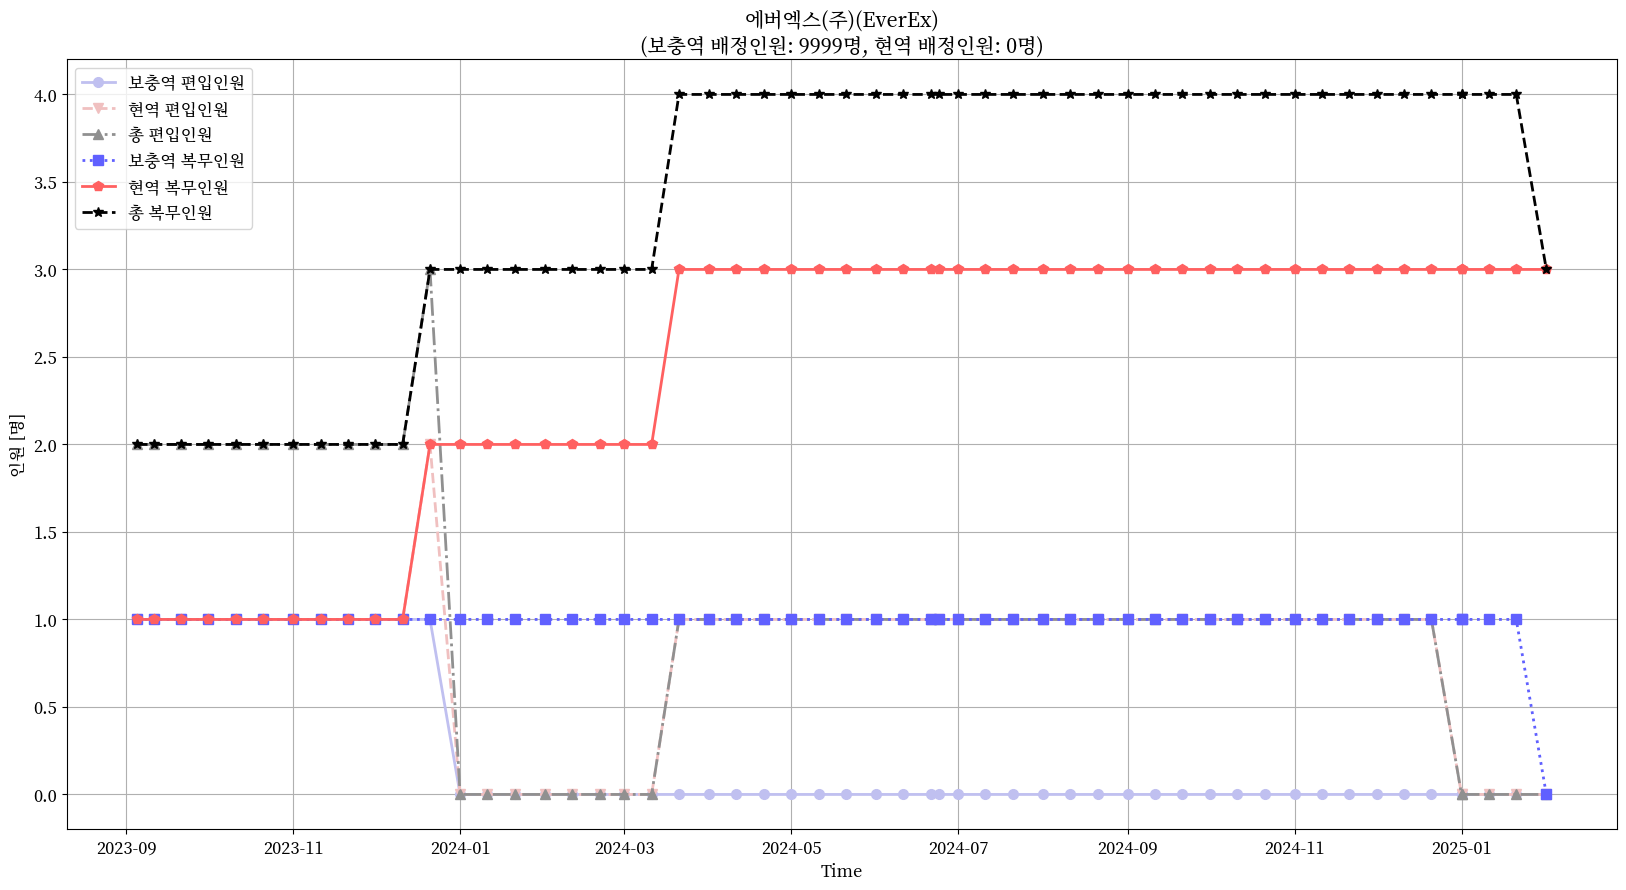 에버엑스(주)(EverEx)
(보충역 배정인원: 9999명, 현역 배정인원: 0명)
보충역 편입인원
현역 편입인원
총 편입인원
보충역 복무인원
현역 복무인원
총 복무인원
4.0
3.5
3.0
2.5
2.0
1.5
1.0
0.5
0.0
인원 [명]
2023-09
2023-11
2024-01
2024-03
2024-05
2024-07
2024-09
2024-11
2025-01
Time